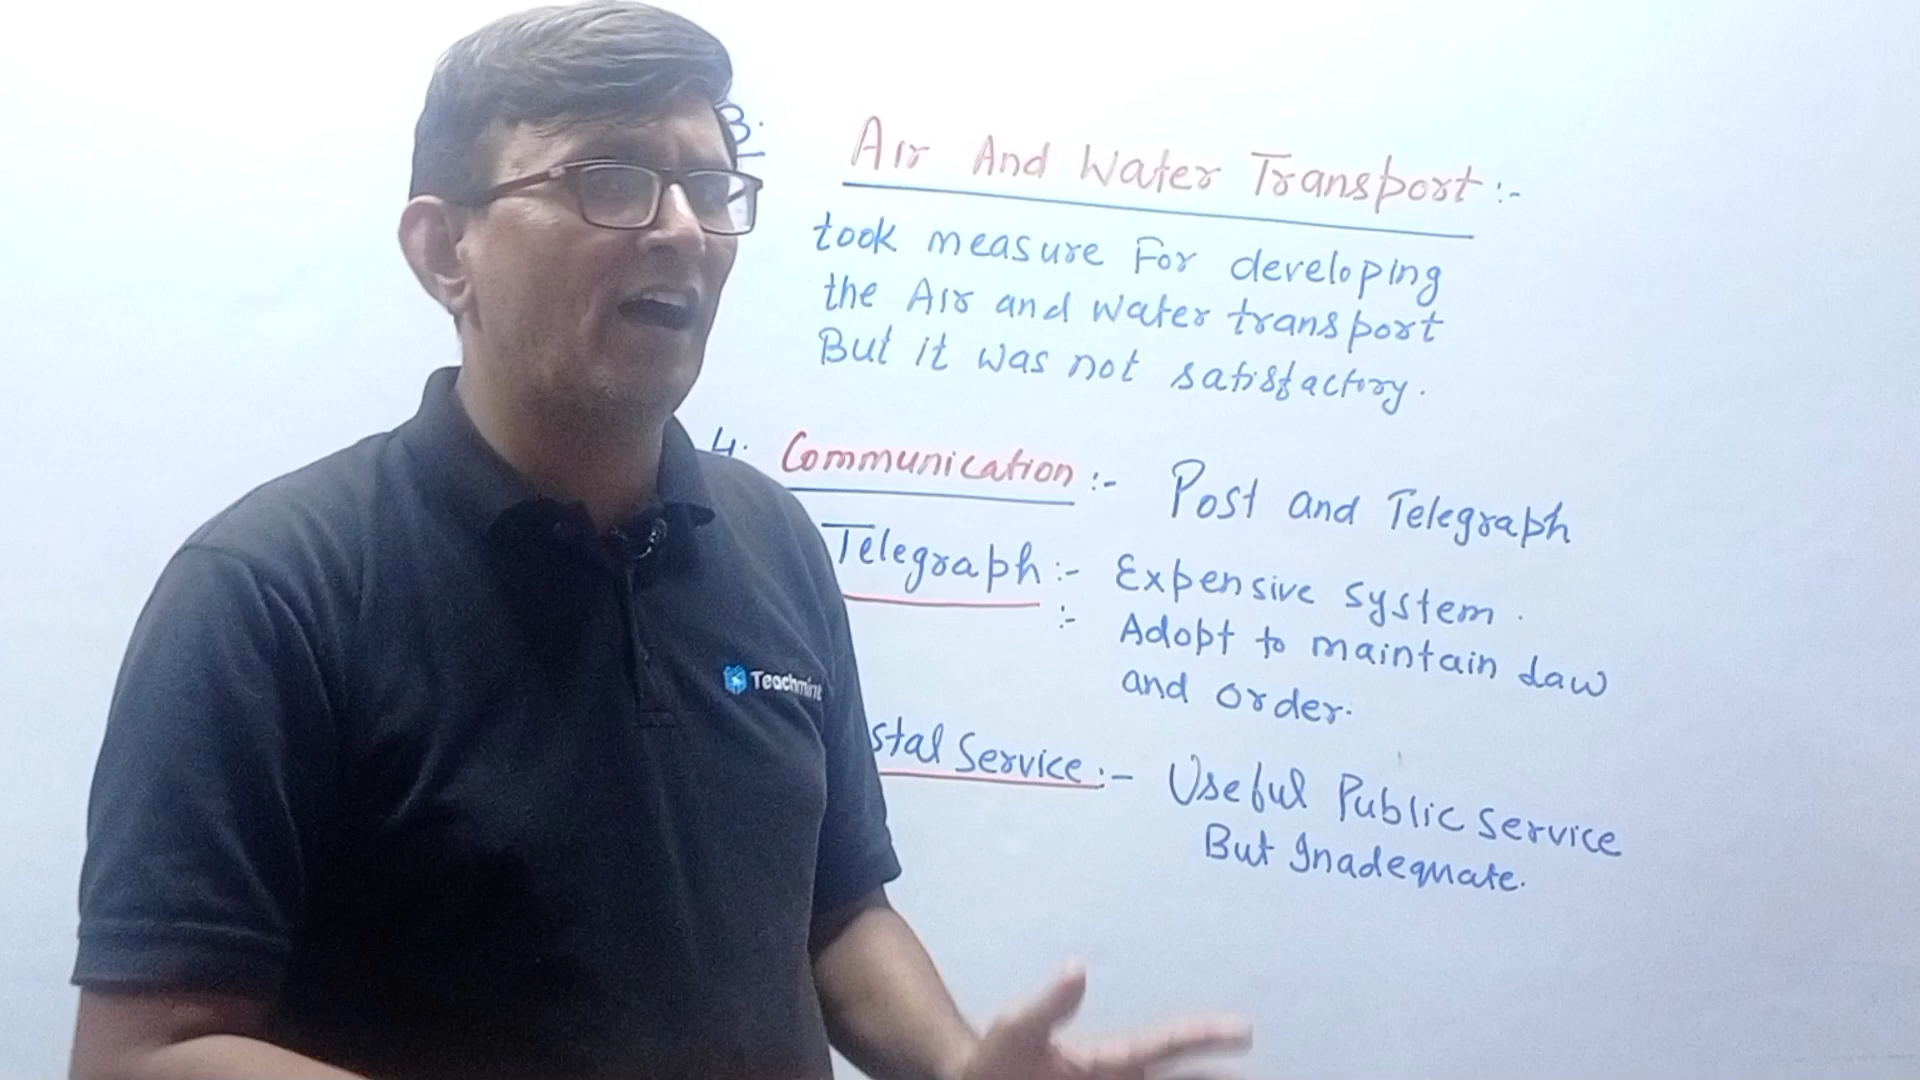 3. Air And Water Transport :-
took measure For developing
the Air and Water transport
But it was not satisfactory.
4. Communication :- Post and Telegraph
Telegraph :- Expensive system.
:- Adopt to maintain Law
and order.
stal Service :- Useful Public service
But Inadequate.
Teachmint